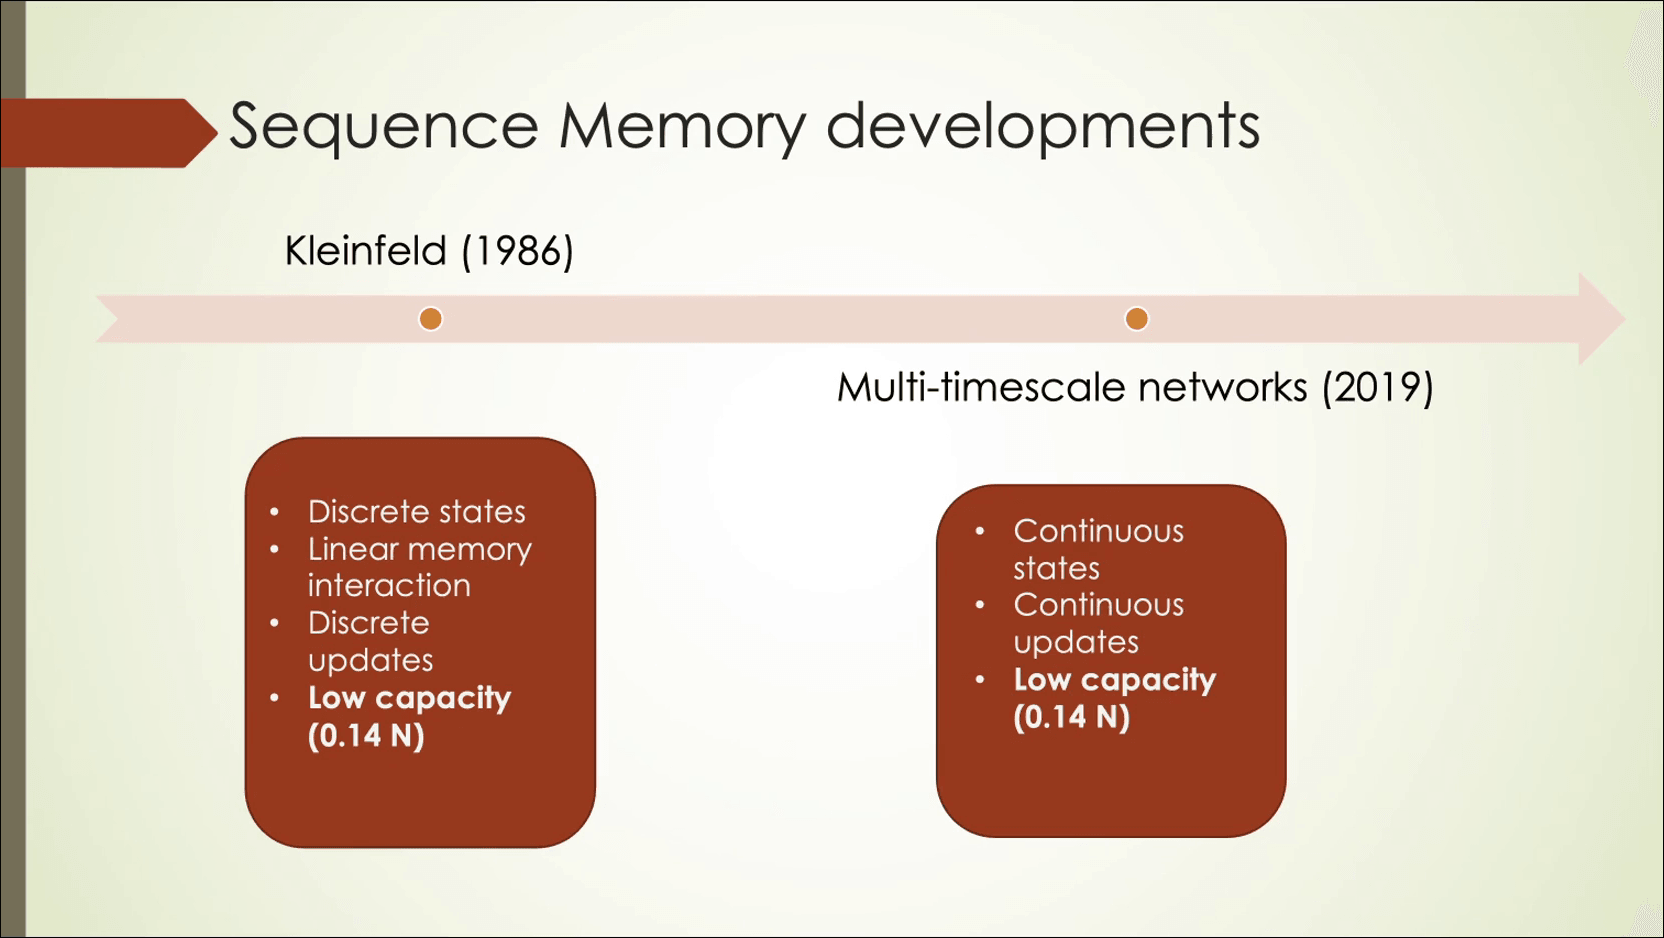 Sequence Memory developments
Kleinfeld (1986)
Multi-timescale networks (2019)
• Discrete states
• Linear memory
interaction
• Discrete
updates
• Low capacity
(0.14 N)
• Continuous
states
• Continuous
updates
• Low capacity
(0.14 N)